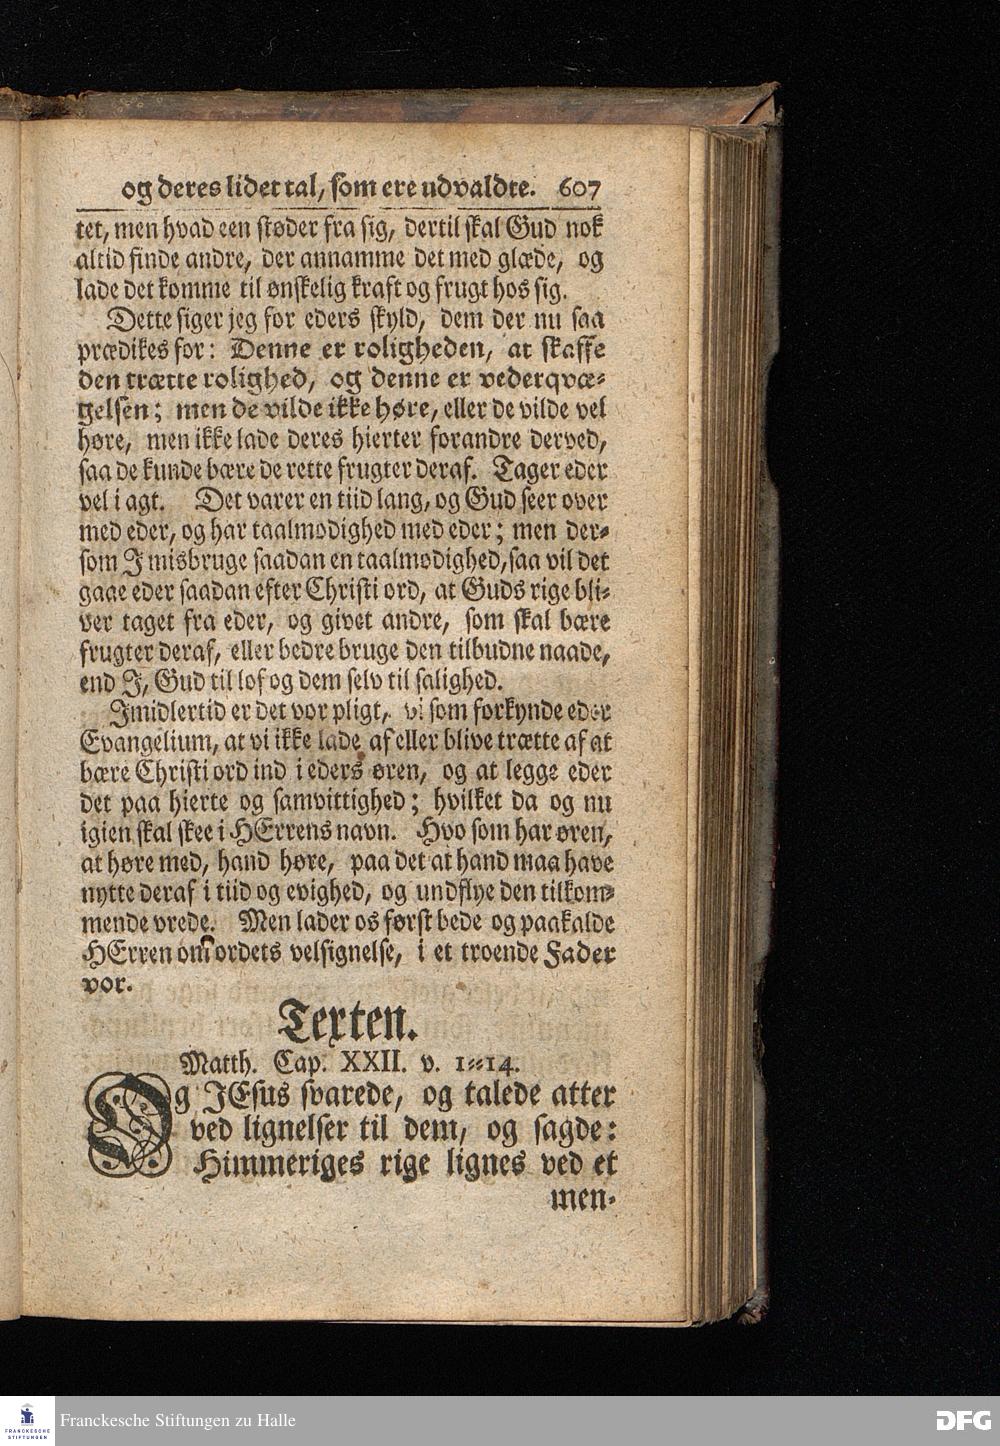 og deres lidet tal, som ere udvaldte. 607
tet, men hvad een støder fra sig, dertil skal Gud nok
altid finde andre, der annamme det med glæde, og
lade det komme til ønskelig kraft og frugt hos sig.
Dette siger jeg for eders skyld, dem der nu saa
prædikes for: Denne er roligheden, at skaffe
den trætte rolighed, og denne er vederqvæ-
gelsen; men de vilde ikke høre, eller de vilde vel
høre, men ikke lade deres hierter forandre derved,
saa de kunde bære de rette frugter deraf. Tager eder
vel i agt. Det varer en tiid lang, og Gud seer over
med eder, og har taalmodighed med eder; men der-
som I misbruge saadan en taalmodighed, saa vil det
gaae eder saadan efter Christi ord, at Guds rige bli-
ver taget fra eder, og givet andre, som skal bære
frugter deraf, eller bedre bruge den tilbudne naade,
end I, Gud til lof og dem selv til salighed.
Imidlertid er det vor pligt, vi som forkynde eder
Evangelium, at vi ikke lade af eller blive trætte af at
bære Christi ord ind i eders øren, og at legge eder
det paa hierte og samvittighed; hvilket da og nu
igien skal skee i HErrens navn. Hvo som har øren,
at høre med, hand høre, paa det at hand maa have
nytte deraf i tiid og evighed, og undflye den tilkom-
mende vrede. Men lader os først bede og paakalde
HErren om ordets velsignelse, i et troende Fader
vor.
Texten.
Matth. Cap. XXII. v. 1-14.
Og JEsus svarede, og talede atter
ved lignelser til dem, og sagde:
Himmeriges rige lignes ved et
men-
FRANCKESCHE
STIFTUNGEN
Franckesche Stiftungen zu Halle
DFG